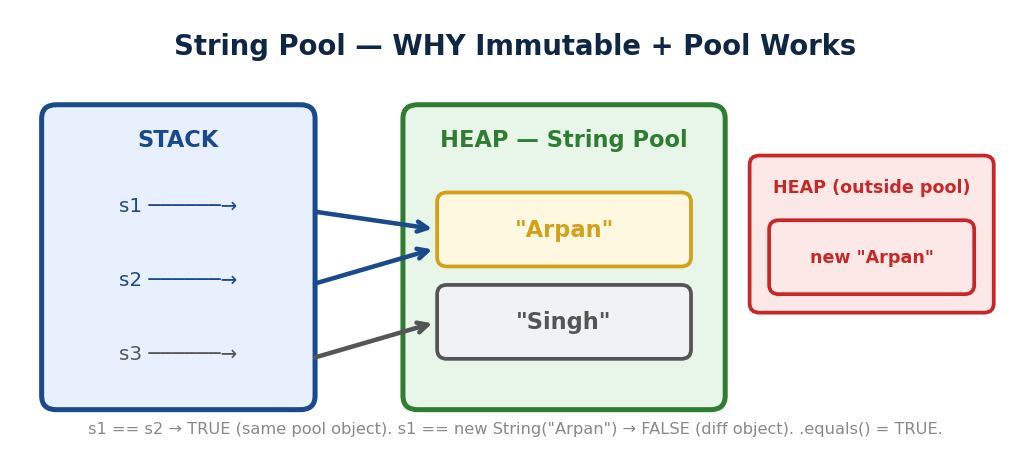 String Pool — WHY Immutable + Pool Works
STACK
s1 ───────→
s2 ───────→
s3 ───────→
HEAP — String Pool
"Arpan"
"Singh"
HEAP (outside pool)
new "Arpan"
s1 == s2 → TRUE (same pool object). s1 == new String("Arpan") → FALSE (diff object). .equals() = TRUE.